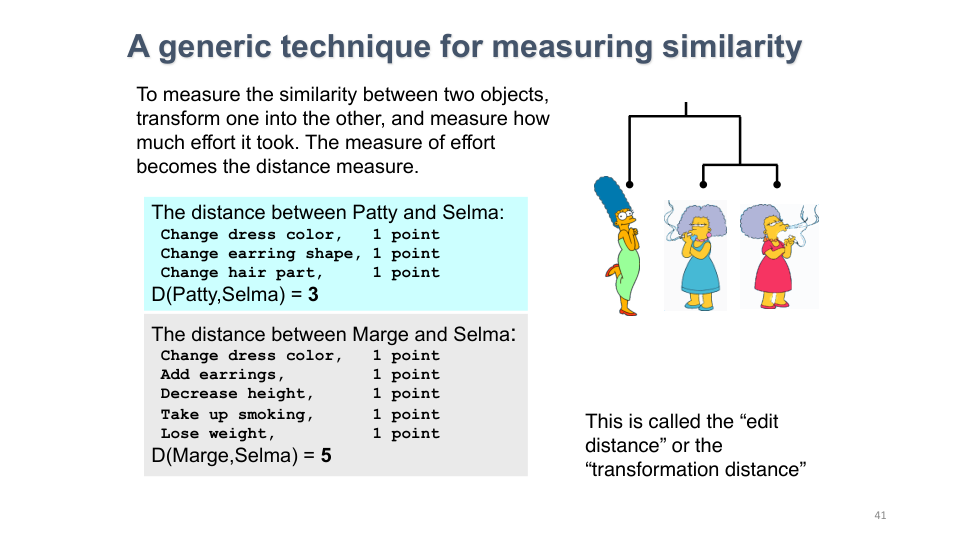 A generic technique for measuring similarity
To measure the similarity between two objects,
transform one into the other, and measure how
much effort it took. The measure of effort
becomes the distance measure.
The distance between Patty and Selma:
Change dress color, 1 point
Change earring shape, 1 point
Change hair part, 1 point
D(Patty,Selma) = 3
The distance between Marge and Selma:
Change dress color, 1 point
Add earrings, 1 point
Decrease height, 1 point
Take up smoking, 1 point
Lose weight, 1 point
D(Marge,Selma) = 5
This is called the “edit
distance” or the
“transformation distance”
41